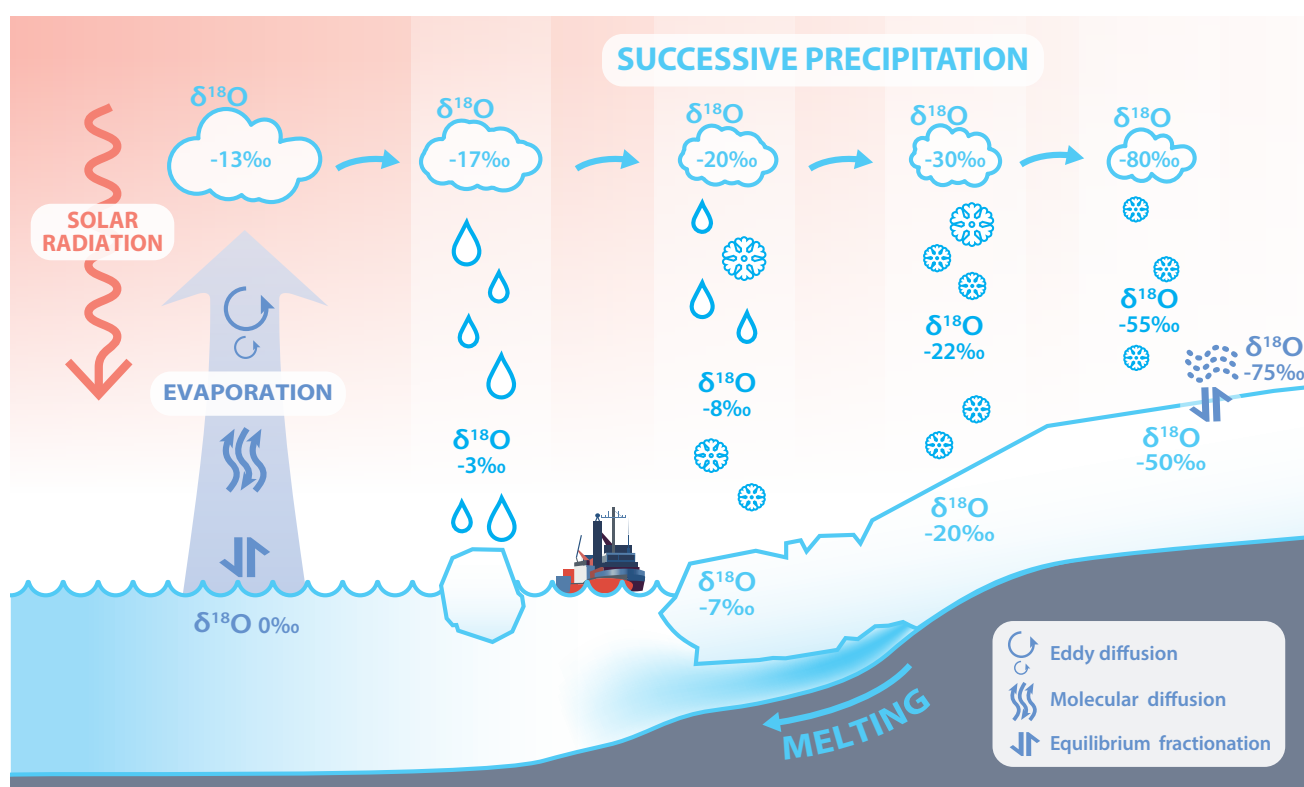 SUCCESSIVE PRECIPITATION
δ¹⁸O
-13‰
δ¹⁸O
-17‰
δ¹⁸O
-20‰
δ¹⁸O
-30‰
δ¹⁸O
-80‰
SOLAR
RADIATION
EVAPORATION
δ¹⁸O 0‰
δ¹⁸O
-3‰
δ¹⁸O
-8‰
δ¹⁸O
-22‰
δ¹⁸O
-55‰
δ¹⁸O
-75‰
δ¹⁸O
-50‰
δ¹⁸O
-20‰
δ¹⁸O
-7‰
MELTING
Eddy diffusion
Molecular diffusion
Equilibrium fractionation